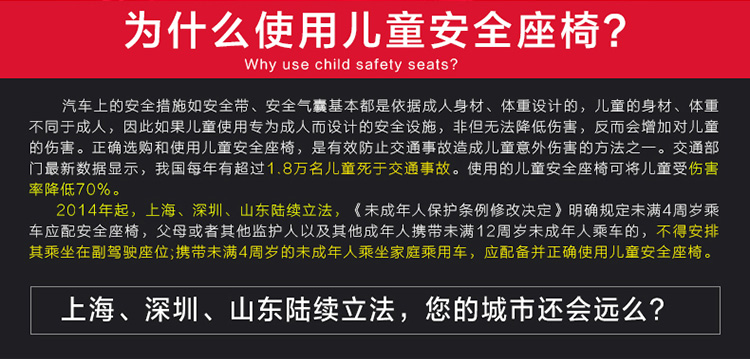 为什么使用儿童安全座椅?
Why use child safety seats?
汽车上的安全措施如安全带、安全气囊基本都是依据成人身材、体重设计的，儿童的身材、体重
不同于成人，因此如果儿童使用专为成人而设计的安全设施，非但无法降低伤害，反而会增加对儿童
的伤害。正确选购和使用儿童安全座椅，是有效防止交通事故造成儿童意外伤害的方法之一。交通部
门最新数据显示，我国每年有超过1.8万名儿童死于交通事故。使用的儿童安全座椅可将儿童受伤害
率降低70%。
2014年起，上海、深圳、山东陆续立法，《未成年人保护条例修改决定》明确规定未满4周岁乘
车应配安全座椅，父母或者其他监护人以及其他成年人携带未满12周岁未成年人乘车的，不得安排
其乘坐在副驾驶座位;携带未满4周岁的未成年人乘坐家庭乘用车，应配备并正确使用儿童安全座椅。
上海、深圳、山东陆续立法，您的城市还会远么?